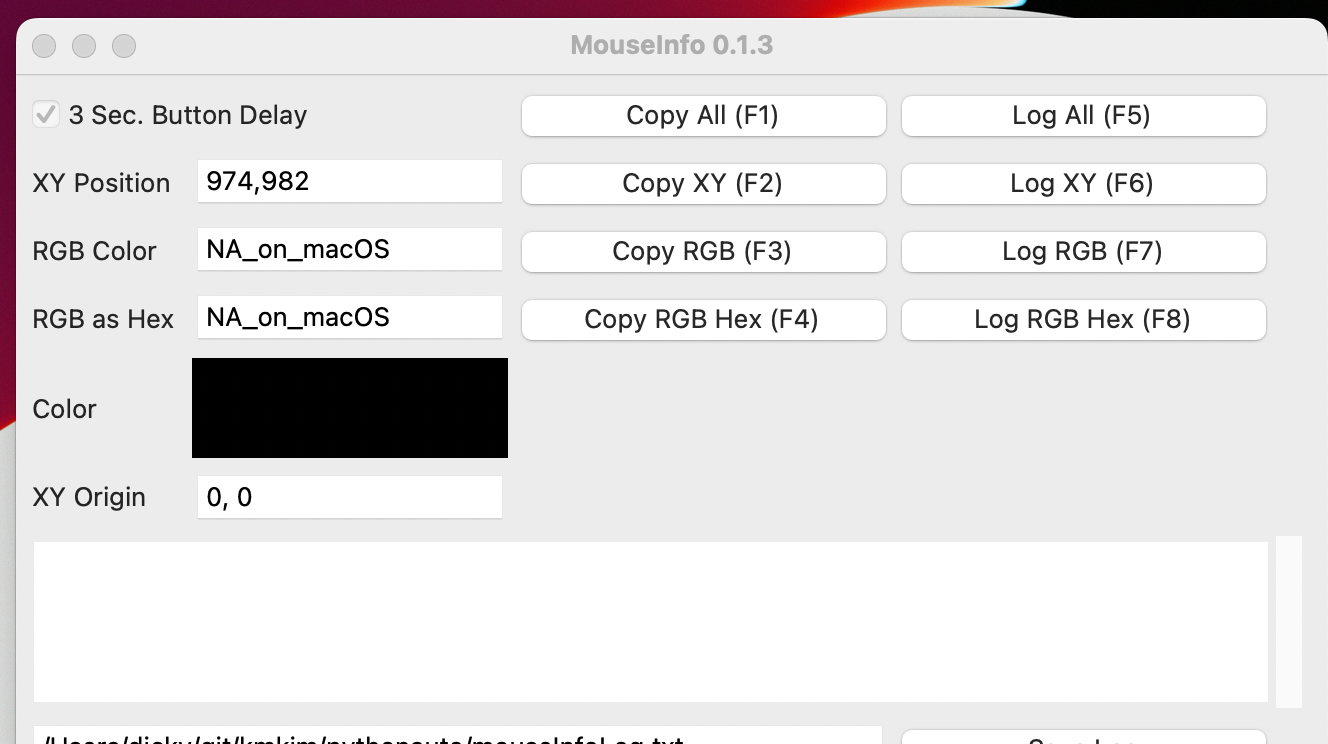 MouseInfo 0.1.3
3 Sec. Button Delay Copy All (F1) Log All (F5)
XY Position 974,982 Copy XY (F2) Log XY (F6)
RGB Color NA_on_macOS Copy RGB (F3) Log RGB (F7)
RGB as Hex NA_on_macOS Copy RGB Hex (F4) Log RGB Hex (F8)
Color
XY Origin 0, 0
Save Log